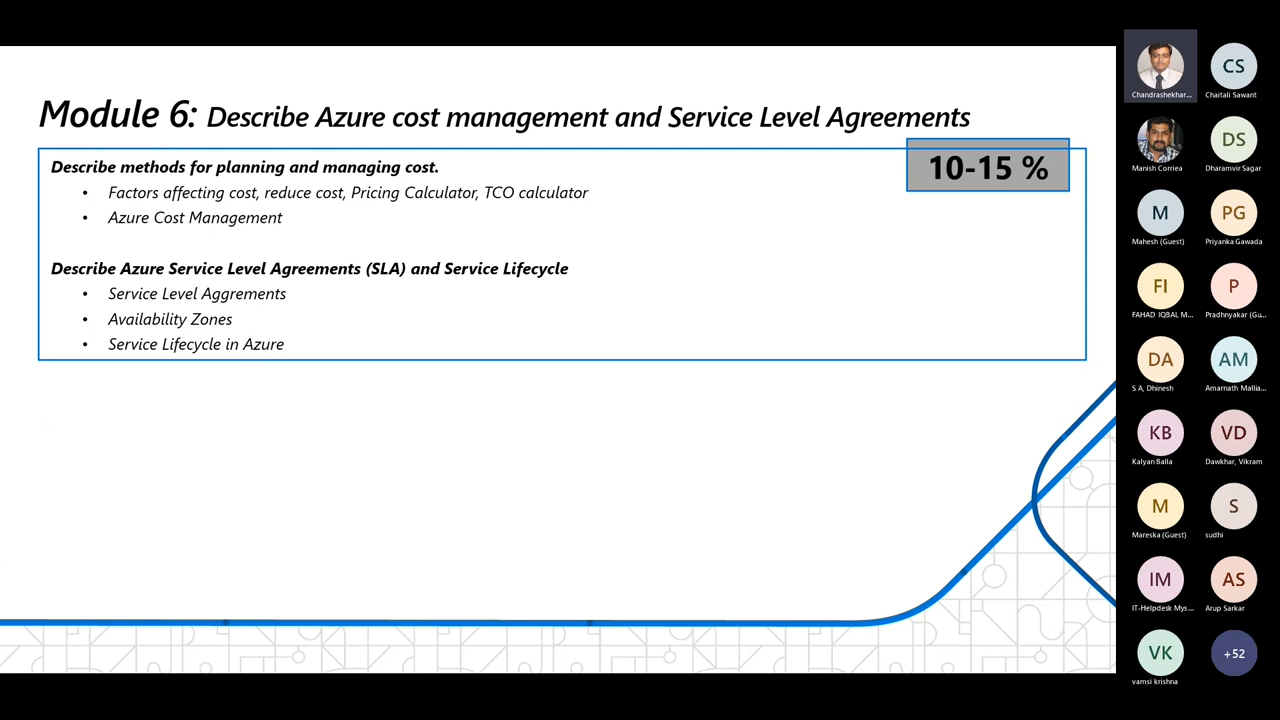 Module 6: Describe Azure cost management and Service Level Agreements
10-15 %
Describe methods for planning and managing cost.
• Factors affecting cost, reduce cost, Pricing Calculator, TCO calculator
• Azure Cost Management
Describe Azure Service Level Agreements (SLA) and Service Lifecycle
• Service Level Aggrements
• Availability Zones
• Service Lifecycle in Azure
Chandrashekhar...
CS
Chaitali Sawant
Manish Corriea
DS
Dharamvir Sagar
M
Mahesh (Guest)
PG
Priyanka Gawada
FI
FAHAD IQBAL M...
P
Pradhnyakar (Gu...
DA
S A, Dhinesh
AM
Amarnath Mallia...
KB
Kalyan Balla
VD
Dawkhar, Vikram
M
Mareska (Guest)
S
sudhi
IM
IT-Helpdesk Mys...
AS
Arup Sarkar
VK
vamsi krishna
+52